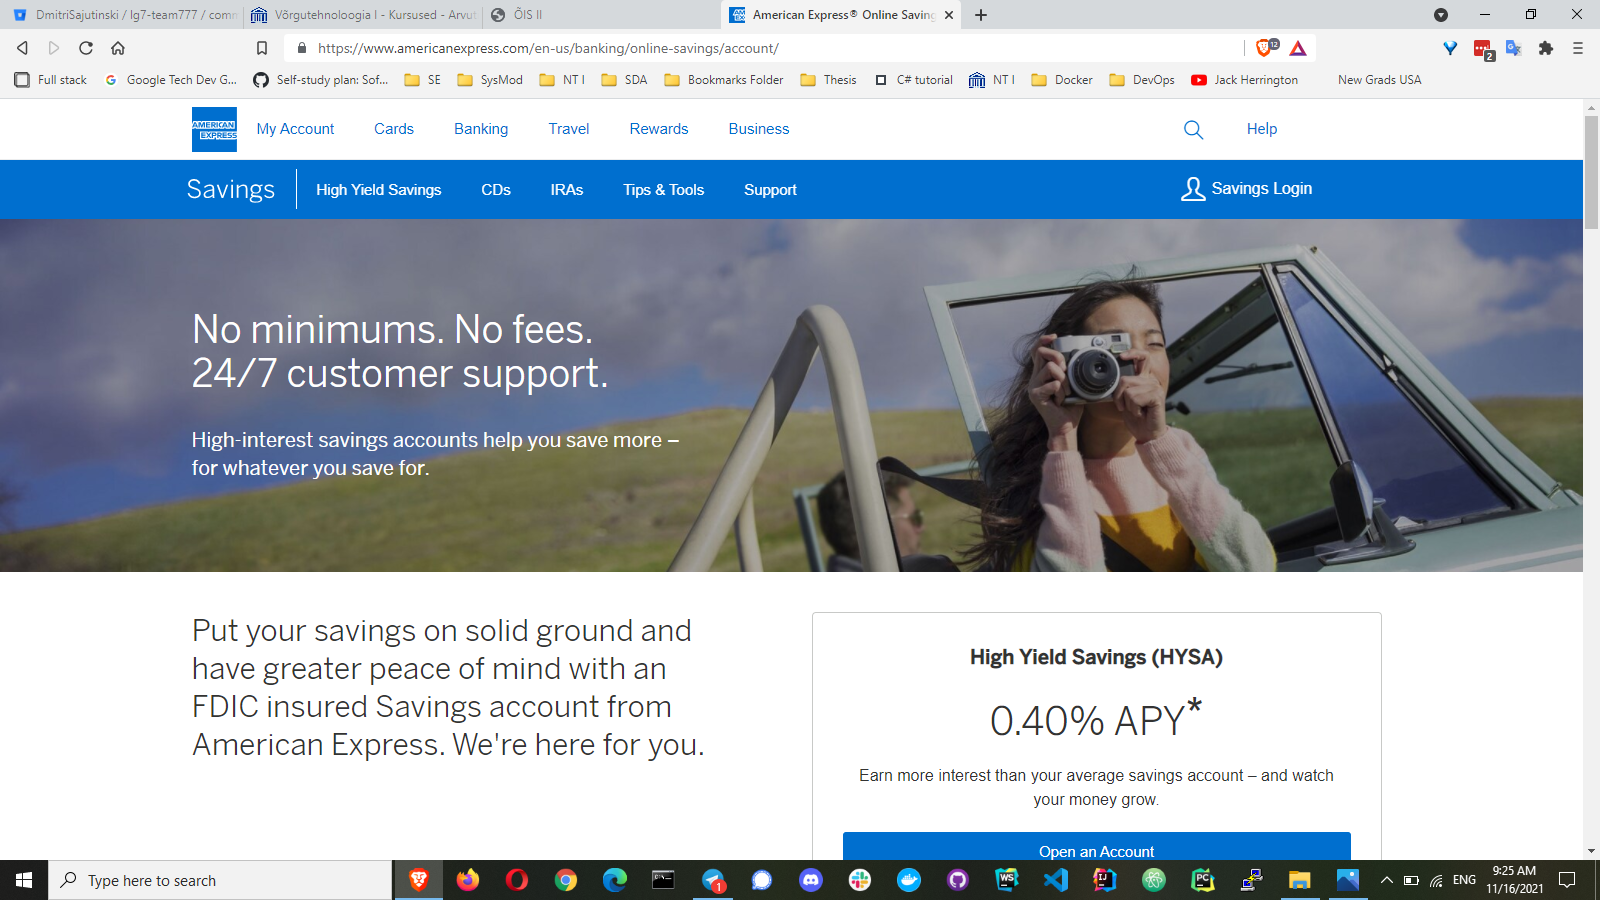 DmitriSajutinski / lg7-team777 / comm
Võrgutehnoloogia I - Kursused - Arvut
ÕIS II
American Express® Online Saving
https://www.americanexpress.com/en-us/banking/online-savings/account/
12
2
Full stack
Google Tech Dev G...
Self-study plan: Sof...
SE
SysMod
NT I
SDA
Bookmarks Folder
Thesis
C# tutorial
NT I
Docker
DevOps
Jack Herrington
New Grads USA
AMERICAN
EXPRESS
My Account
Cards
Banking
Travel
Rewards
Business
Help
Savings
High Yield Savings
CDs
IRAs
Tips & Tools
Support
Savings Login
No minimums. No fees.
24/7 customer support.
High-interest savings accounts help you save more –
for whatever you save for.
Put your savings on solid ground and
have greater peace of mind with an
FDIC insured Savings account from
American Express. We're here for you.
High Yield Savings (HYSA)
0.40% APY*
Earn more interest than your average savings account – and watch
your money grow.
Open an Account
Type here to search
1
WS
IJ
PC
ENG
9:25 AM
11/16/2021